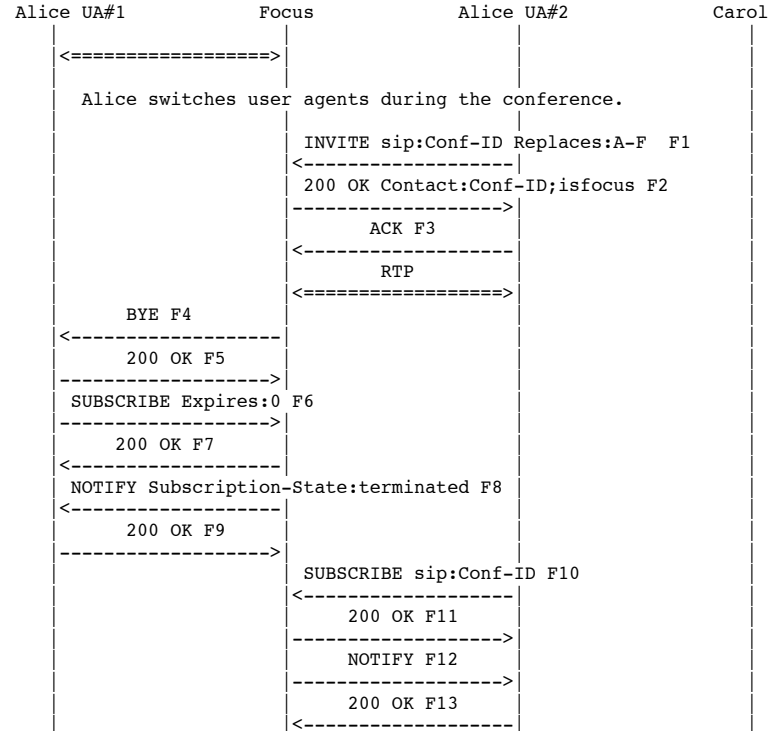 Alice UA#1 Focus Alice UA#2 Carol
<==================>
Alice switches user agents during the conference.
INVITE sip:Conf-ID Replaces:A-F F1
<------------------
200 OK Contact:Conf-ID;isfocus F2
------------------>
ACK F3
<------------------
RTP
<=================>
BYE F4
<------------------
200 OK F5
------------------>
SUBSCRIBE Expires:0 F6
------------------>
200 OK F7
<------------------
NOTIFY Subscription-State:terminated F8
<------------------
200 OK F9
------------------>
SUBSCRIBE sip:Conf-ID F10
<------------------
200 OK F11
------------------>
NOTIFY F12
------------------>
200 OK F13
<------------------